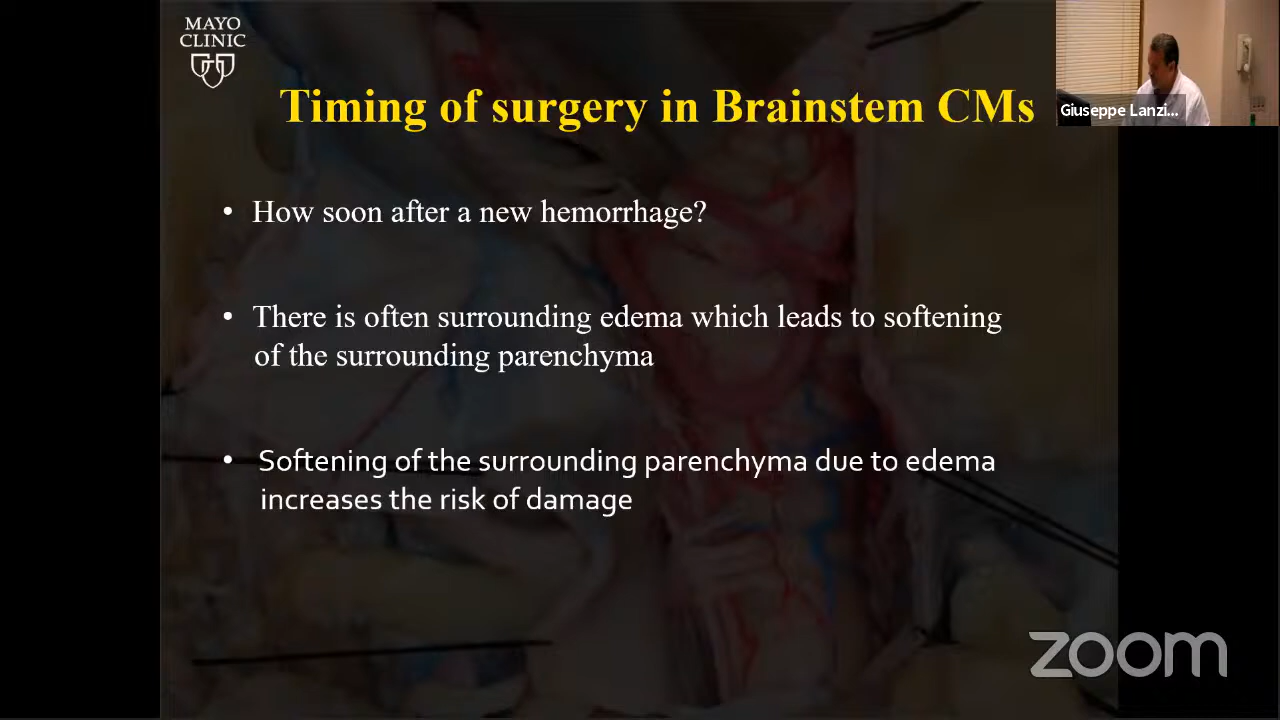 MAYO
CLINIC
Timing of surgery in Brainstem CMs
Giuseppe Lanzi...
• How soon after a new hemorrhage?
• There is often surrounding edema which leads to softening
of the surrounding parenchyma
• Softening of the surrounding parenchyma due to edema
increases the risk of damage
zoom